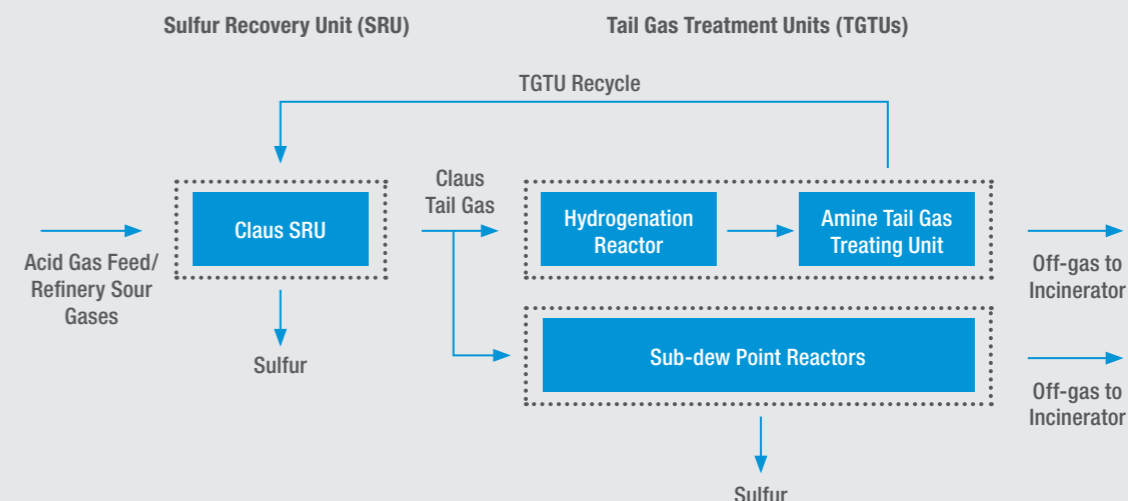 Sulfur Recovery Unit (SRU)
Tail Gas Treatment Units (TGTUs)
TGTU Recycle
Claus
Tail Gas
Claus SRU
Hydrogenation
Reactor
Amine Tail Gas
Treating Unit
Acid Gas Feed/
Refinery Sour
Gases
Off-gas to
Incinerator
Sulfur
Sub-dew Point Reactors
Off-gas to
Incinerator
Sulfur